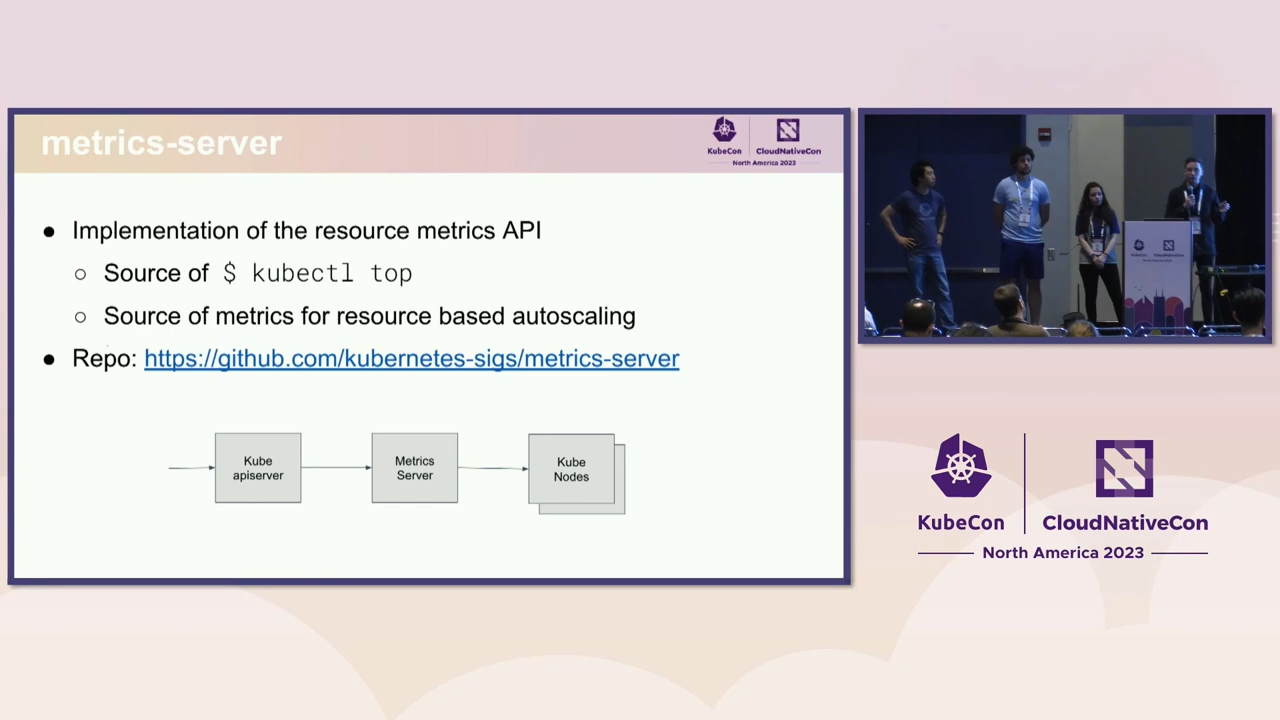 metrics-server
KubeCon
CloudNativeCon
North America 2023
● Implementation of the resource metrics API
○ Source of $ kubectl top
○ Source of metrics for resource based autoscaling
● Repo: https://github.com/kubernetes-sigs/metrics-server
Kube
apiserver
Metrics
Server
Kube
Nodes
KubeCon
CloudNativeCon
North America 2023